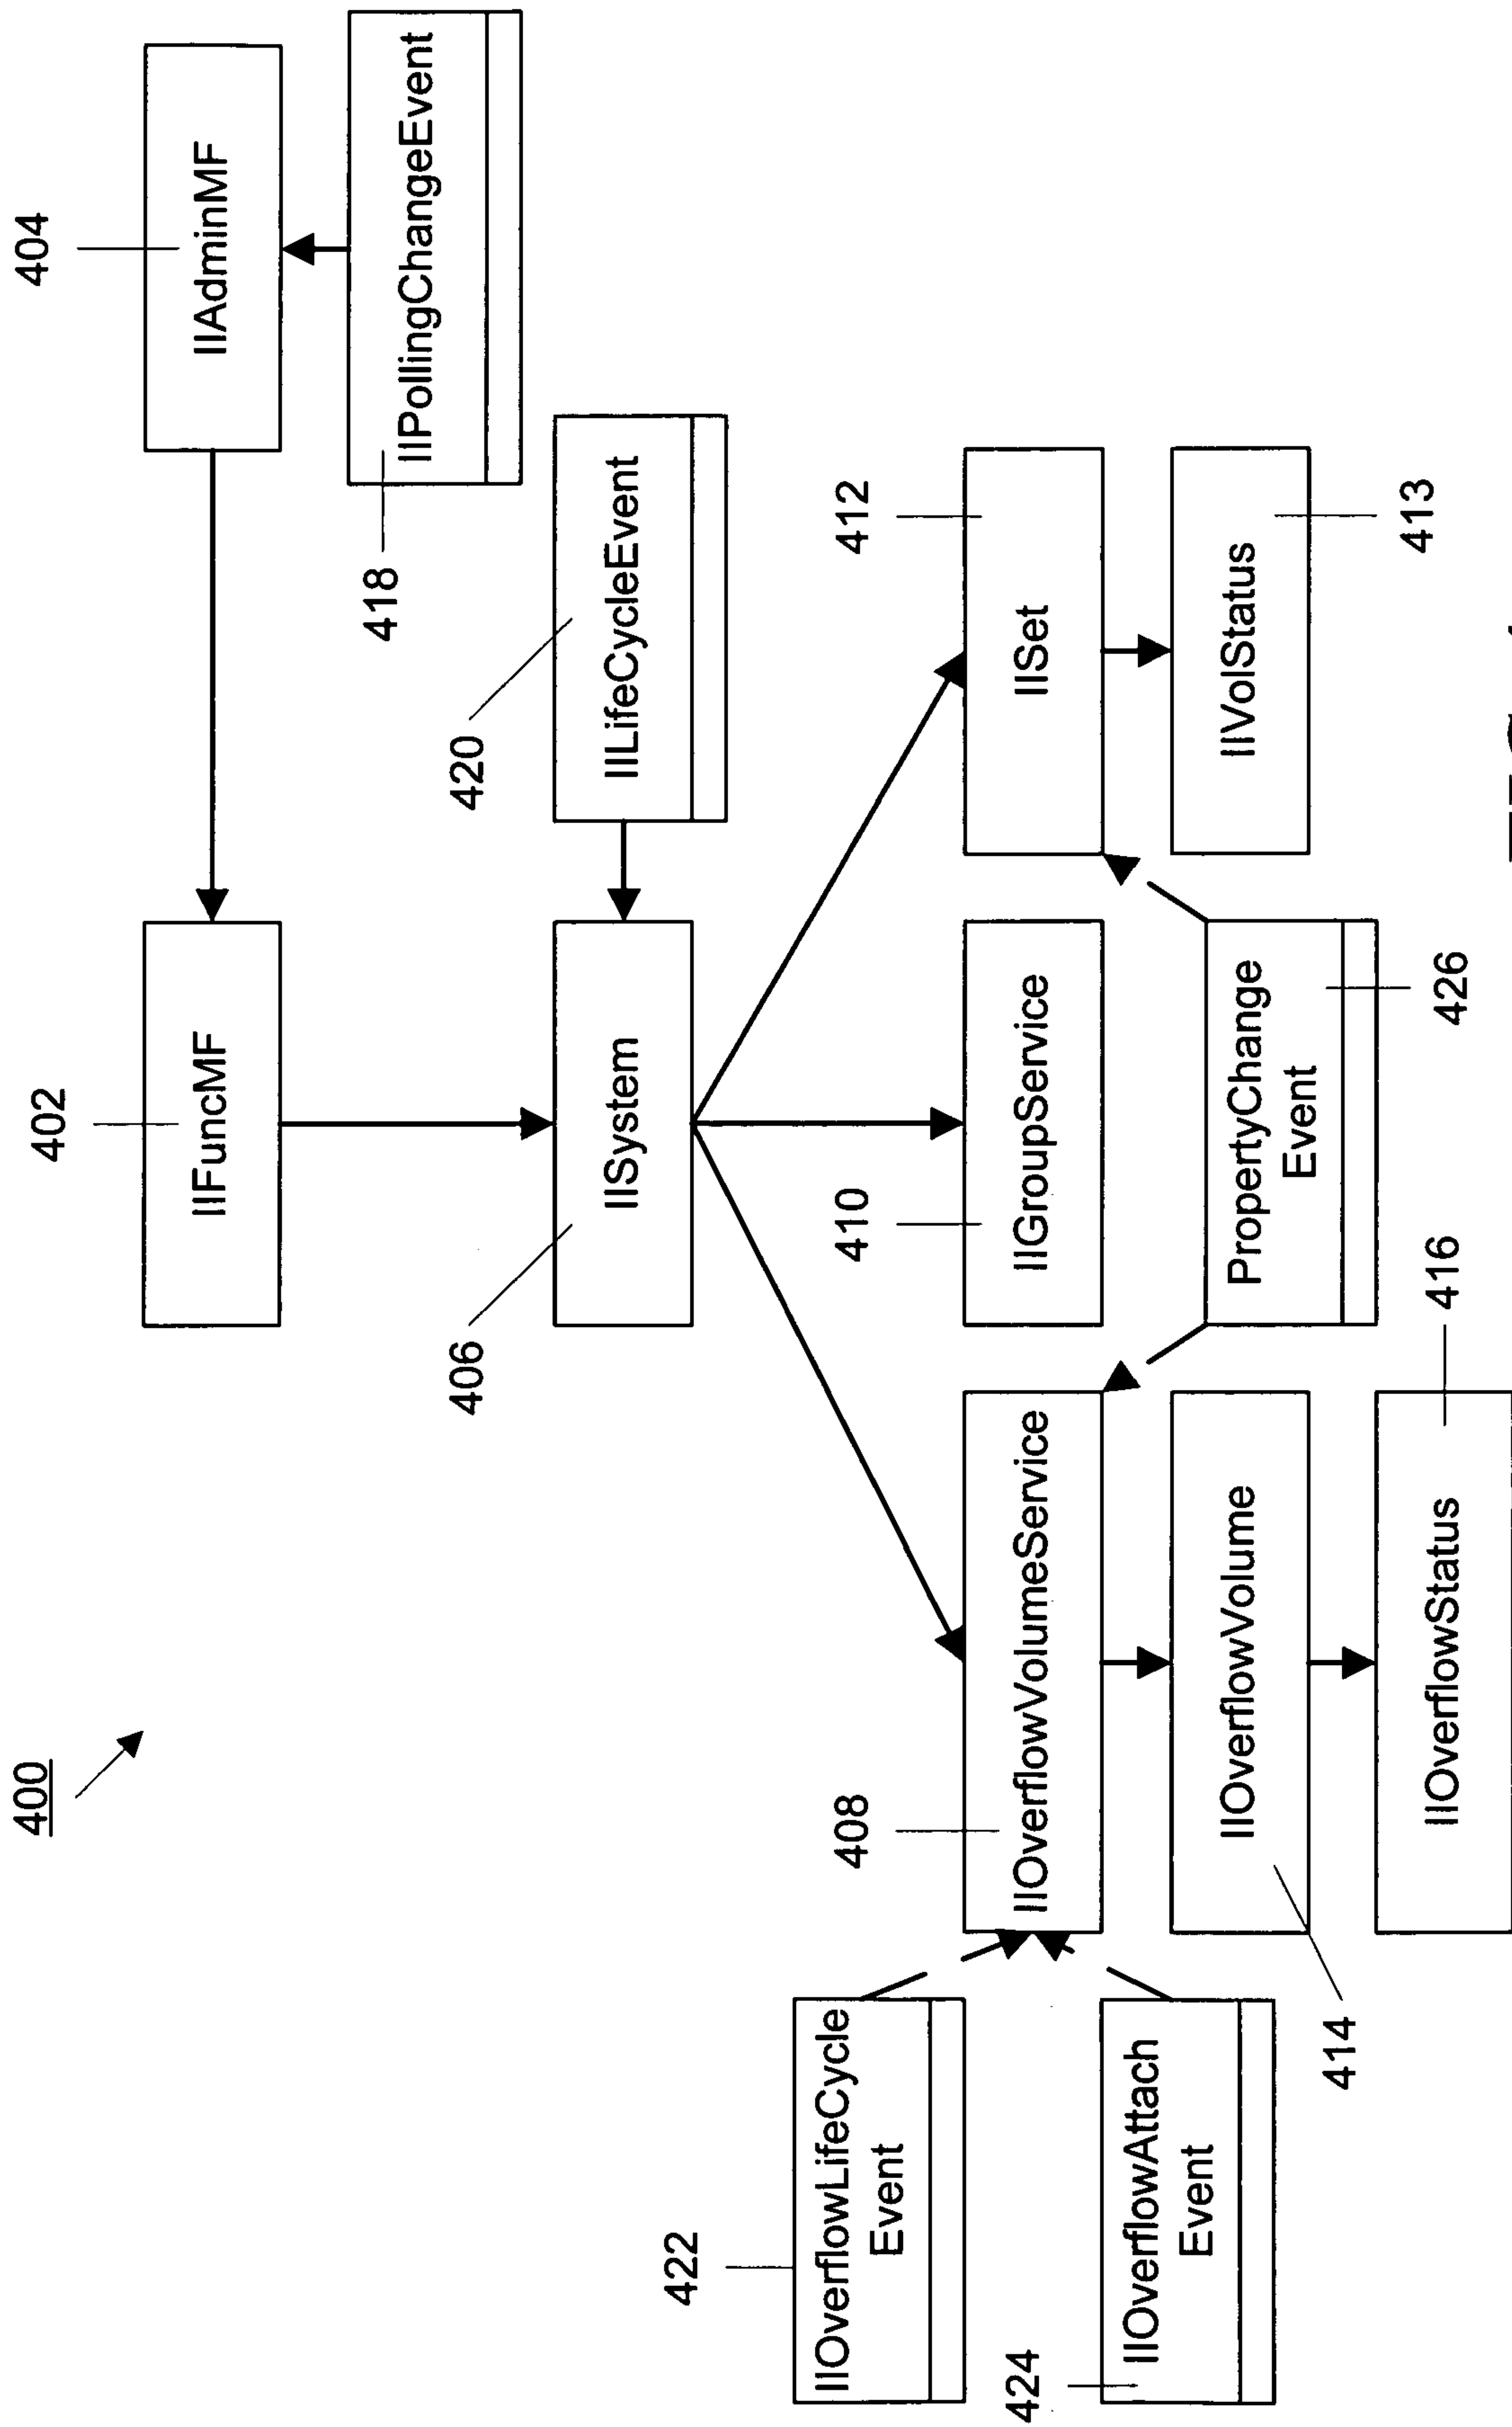 400
402
404
IIFuncMF
IIAdminMF
418
IIPollingChangeEvent
406
420
IISystem
IILifeCycleEvent
422
IIOverflowLifeCycle
Event
408
410
412
IIOverflowVolumeService
IIGroupService
IISet
424
IIOverflowAttach
Event
414
IIOverflowVolume
PropertyChange
Event
IIVolStatus
416
426
413
IIOverflowStatus